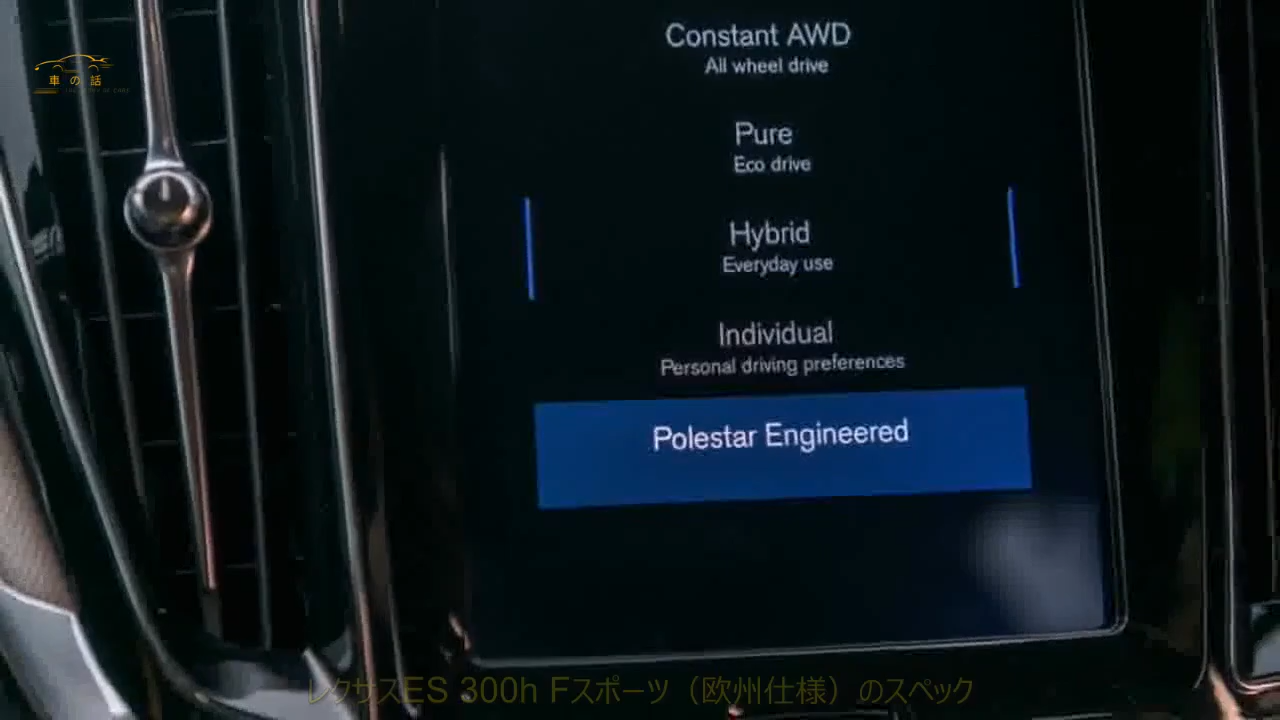 車の話
Constant AWD
All wheel drive
Pure
Eco drive
Hybrid
Everyday use
Individual
Personal driving preferences
Polestar Engineered
レクサスES 300h Fスポーツ（欧州仕様）のスペック